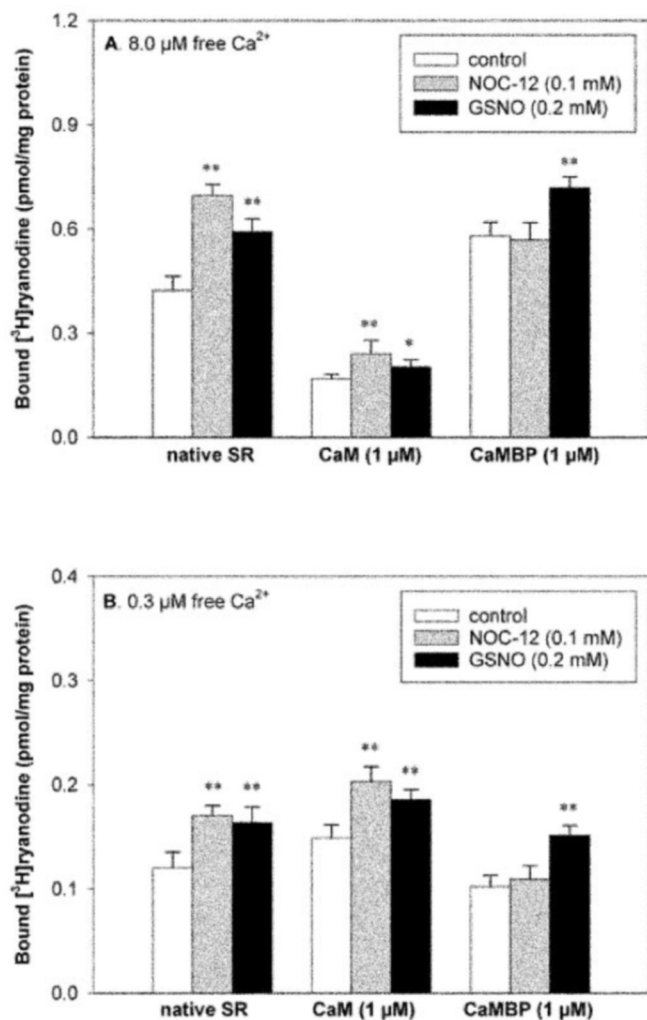 A. 8.0 µM free Ca²⁺
control
NOC-12 (0.1 mM)
GSNO (0.2 mM)
Bound [³H]ryanodine (pmol/mg protein)
1.2
0.9
0.6
0.3
0.0
**
**
**
*
**
native SR
CaM (1 µM)
CaMBP (1 µM)
B. 0.3 µM free Ca²⁺
control
NOC-12 (0.1 mM)
GSNO (0.2 mM)
Bound [³H]ryanodine (pmol/mg protein)
0.4
0.3
0.2
0.1
0.0
**
**
**
**
**
native SR
CaM (1 µM)
CaMBP (1 µM)